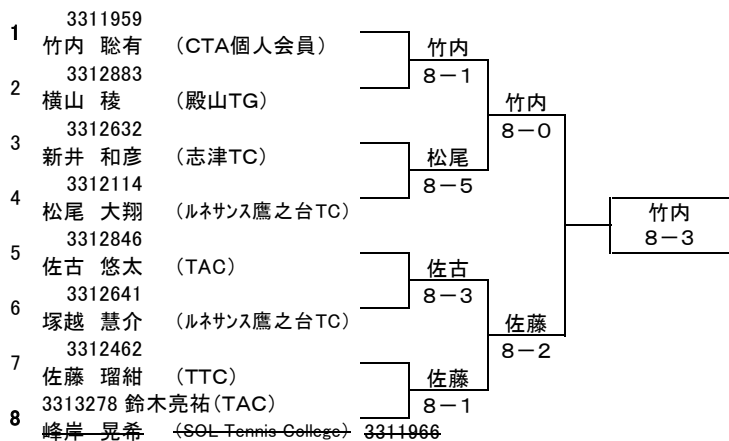 3311959
1
竹内 聡有 (CTA個人会員)
竹内
8-1
3312883
2
横山 稜 (殿山TG)
竹内
8-0
3312632
3
新井 和彦 (志津TC)
松尾
8-5
3312114
4
松尾 大翔 (ルネサンス鷹之台TC)
竹内
8-3
3312846
5
佐古 悠太 (TAC)
佐古
8-3
3312641
6
塚越 慧介 (ルネサンス鷹之台TC)
佐藤
8-2
3312462
7
佐藤 瑠紺 (TTC)
佐藤
8-1
3313278 鈴木亮祐(TAC)
8
峰岸 晃希 (SOL Tennis College) 3311966